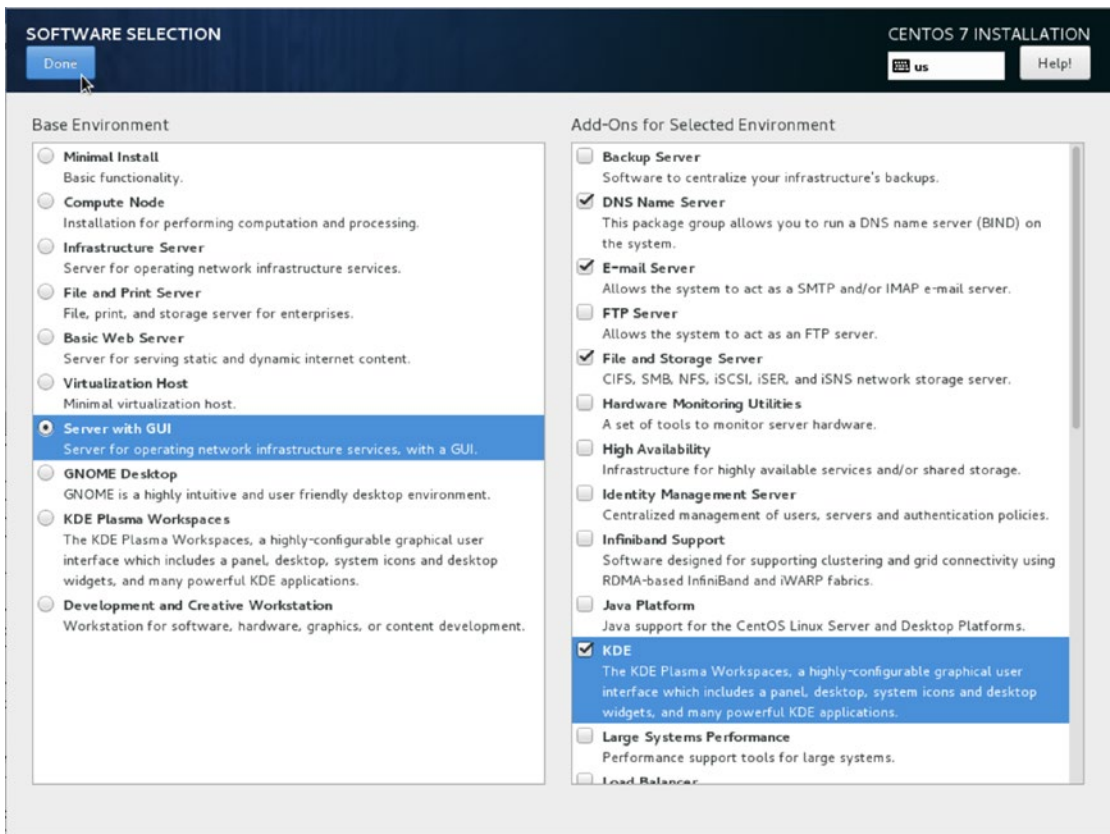 SOFTWARE SELECTION
CENTOS 7 INSTALLATION
Done
us
Help!
Base Environment
Minimal Install
Basic functionality.
Compute Node
Installation for performing computation and processing.
Infrastructure Server
Server for operating network infrastructure services.
File and Print Server
File, print, and storage server for enterprises.
Basic Web Server
Server for serving static and dynamic internet content.
Virtualization Host
Minimal virtualization host.
Server with GUI
Server for operating network infrastructure services, with a GUI.
GNOME Desktop
GNOME is a highly intuitive and user friendly desktop environment.
KDE Plasma Workspaces
The KDE Plasma Workspaces, a highly-configurable graphical user
interface which includes a panel, desktop, system icons and desktop
widgets, and many powerful KDE applications.
Development and Creative Workstation
Workstation for software, hardware, graphics, or content development.
Add-Ons for Selected Environment
Backup Server
Software to centralize your infrastructure's backups.
DNS Name Server
This package group allows you to run a DNS name server (BIND) on
the system.
E-mail Server
Allows the system to act as a SMTP and/or IMAP e-mail server.
FTP Server
Allows the system to act as an FTP server.
File and Storage Server
CIFS, SMB, NFS, iSCSI, iSER, and iSNS network storage server.
Hardware Monitoring Utilities
A set of tools to monitor server hardware.
High Availability
Infrastructure for highly available services and/or shared storage.
Identity Management Server
Centralized management of users, servers and authentication policies.
Infiniband Support
Software designed for supporting clustering and grid connectivity using
RDMA-based InfiniBand and iWARP fabrics.
Java Platform
Java support for the CentOS Linux Server and Desktop Platforms.
KDE
The KDE Plasma Workspaces, a highly-configurable graphical user
interface which includes a panel, desktop, system icons and desktop
widgets, and many powerful KDE applications.
Large Systems Performance
Performance support tools for large systems.
Load Balancer